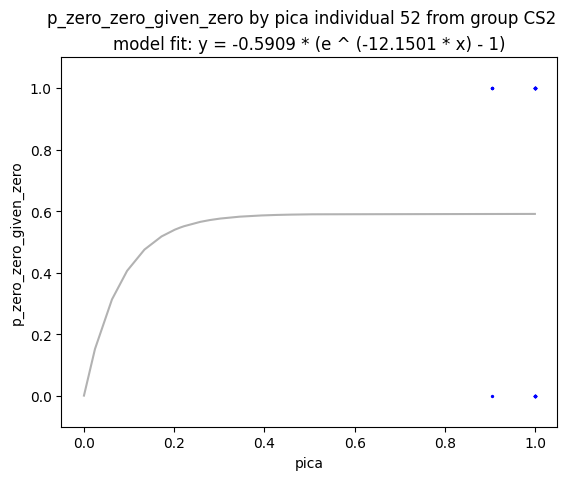 p_zero_zero_given_zero by pica individual 52 from group CS2
model fit: y = -0.5909 * (e ^ (-12.1501 * x) - 1)
p_zero_zero_given_zero
1.0
0.8
0.6
0.4
0.2
0.0
0.0 0.2 0.4 0.6 0.8 1.0
pica